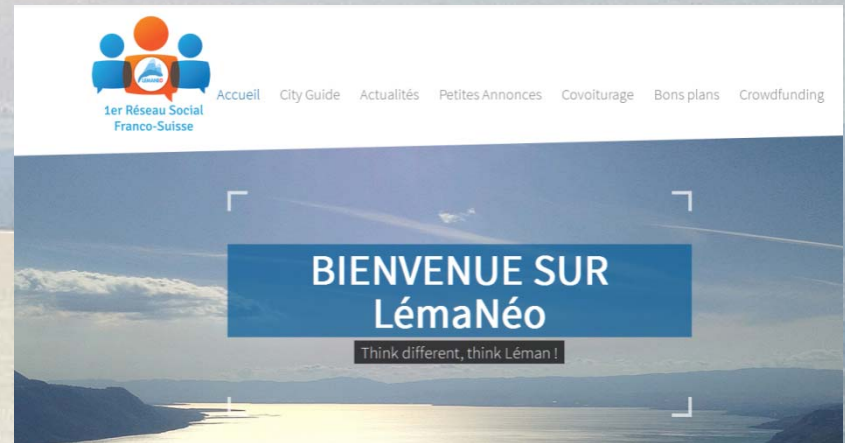 LÉMANÉO
1er Réseau Social
Franco-Suisse
Accueil City Guide Actualités Petites Annonces Covoiturage Bons plans Crowdfunding
BIENVENUE SUR
LémaNéo
Think different, think Léman !